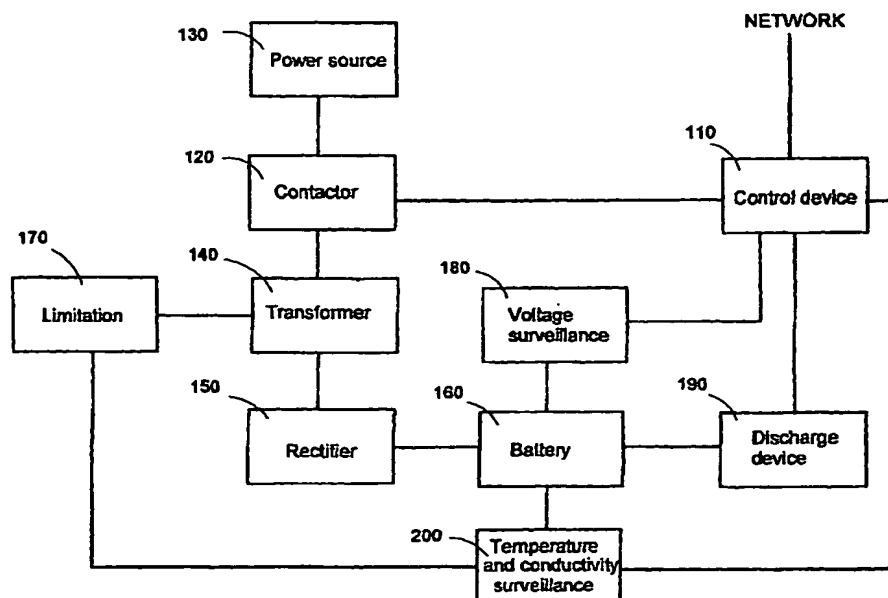 NETWORK
130
Power source
120
Contactor
110
Control device
170
Limitation
140
Transformer
180
Voltage
surveillance
150
Rectifier
160
Battery
190
Discharge
device
200
Temperature
and conductivity
surveillance